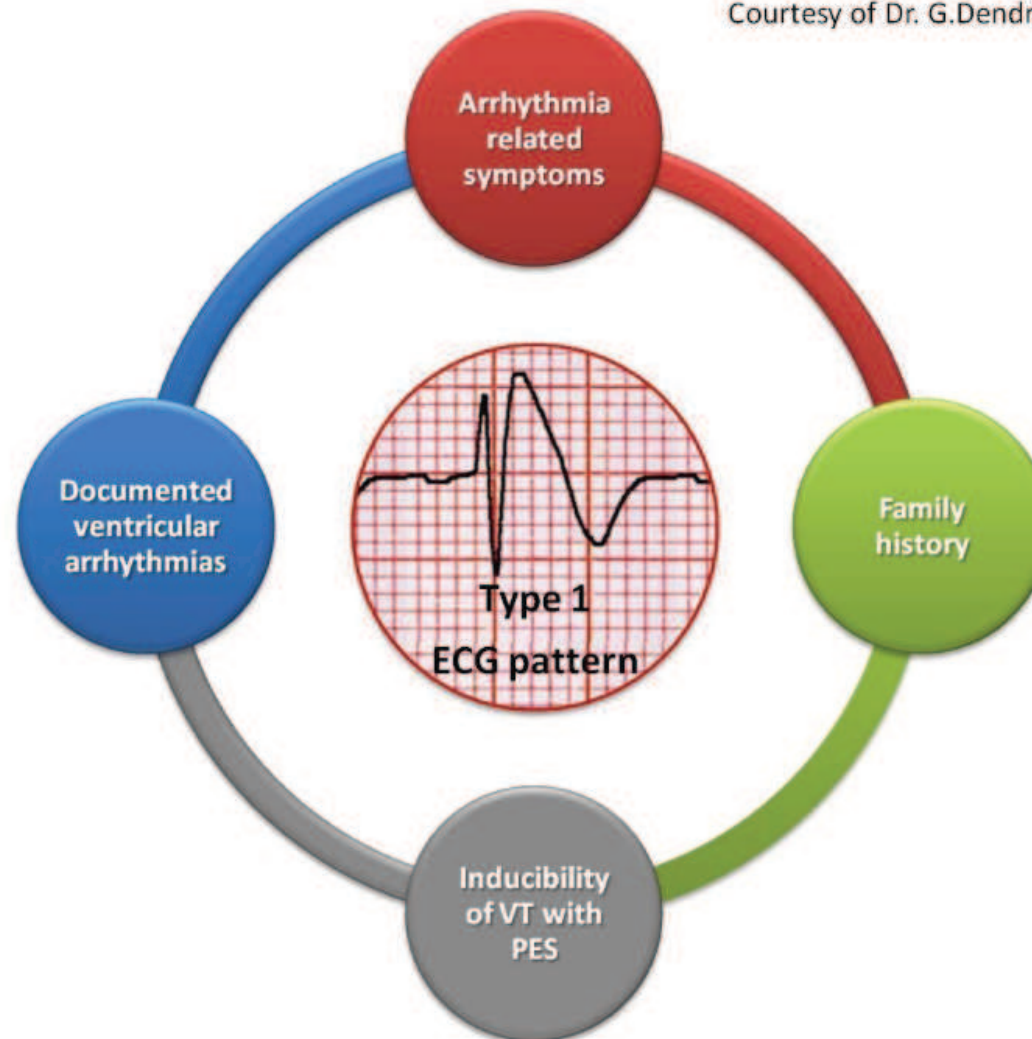 Courtesy of Dr. G.Dendr
Arrhythmia
related
symptoms
Documented
ventricular
arrhythmias
Family
history
Type 1
ECG pattern
Inducibility
of VT with
PES